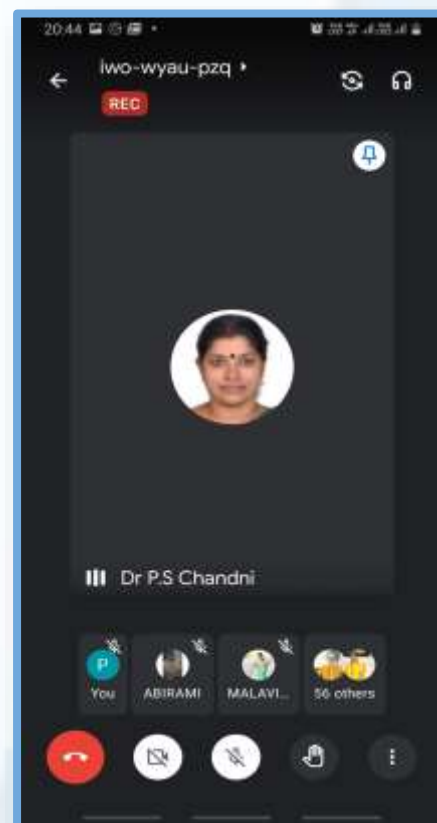 20:44
iwo-wyau-pzq
REC
Dr P.S Chandni
P
You
ABIRAMI
MALAVI...
56 others